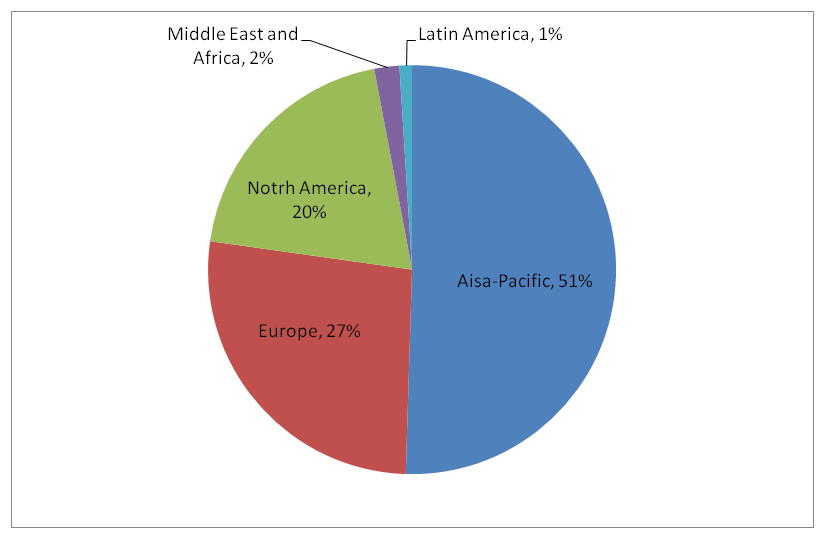 Middle East and
Africa, 2%
Latin America, 1%
Notrh America,
20%
Aisa-Pacific, 51%
Europe, 27%